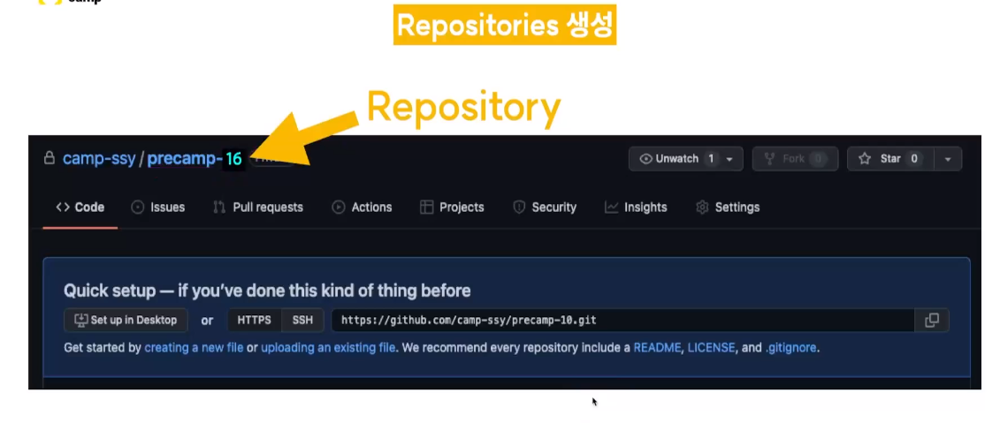 camp
Repositories 생성
Repository
camp-ssy / precamp- 16
Unwatch 1
Fork 0
Star 0
Code
Issues
Pull requests
Actions
Projects
Security
Insights
Settings
Quick setup — if you've done this kind of thing before
Set up in Desktop or HTTPS SSH https://github.com/camp-ssy/precamp-10.git
Get started by creating a new file or uploading an existing file. We recommend every repository include a README, LICENSE, and .gitignore.